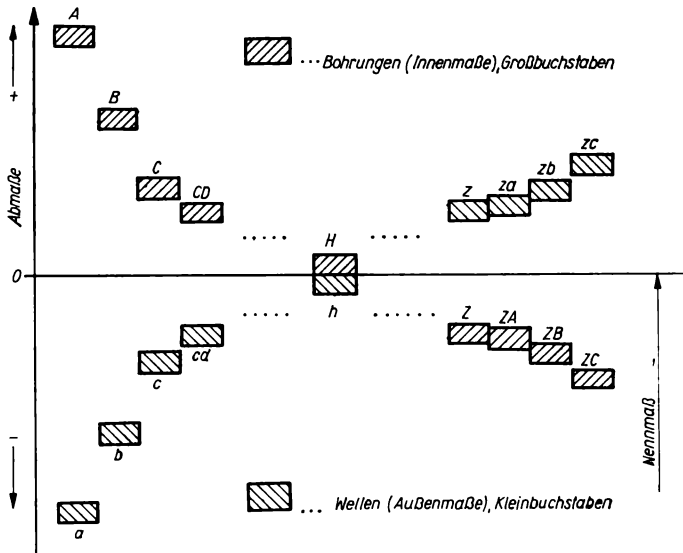 A
... Bohrungen (Innenmaße), Großbuchstaben
+
B
C
CD
zc
zb
za
z
Abmaße
..... H .....
0
..... h ......
cd
c
b
a
Z
ZA
ZB
ZC
Nennmaß
−
... Wellen (Außenmaße), Kleinbuchstaben